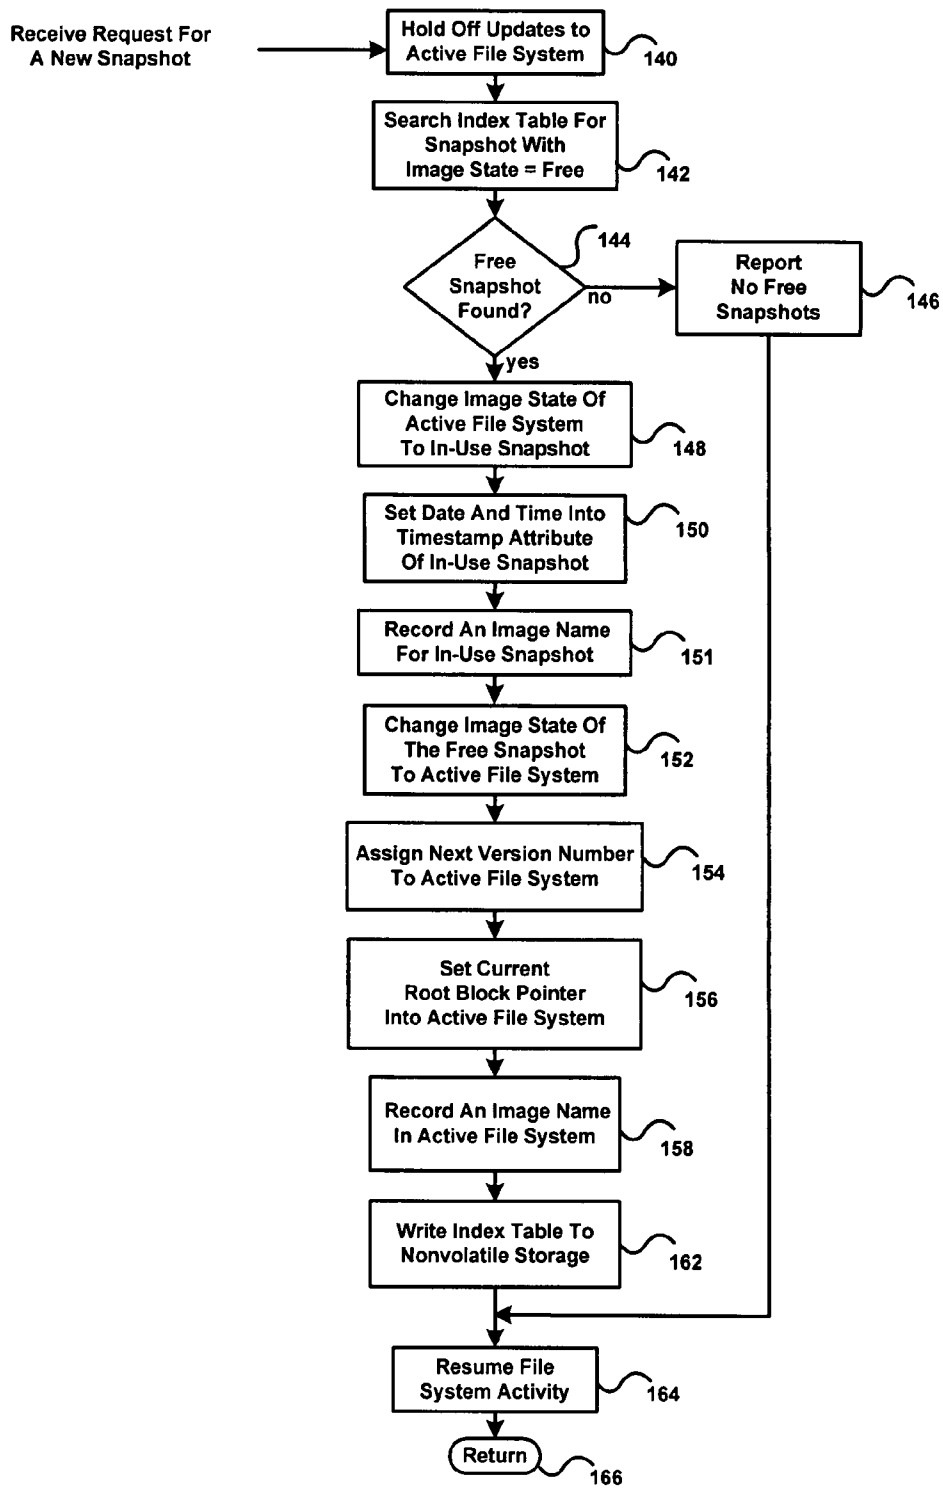 Receive Request For
A New Snapshot
Hold Off Updates to
Active File System
140
Search Index Table For
Snapshot With
Image State = Free
142
Free
Snapshot
Found?
144
no
Report
No Free
Snapshots
146
yes
Change Image State Of
Active File System
To In-Use Snapshot
148
Set Date And Time Into
Timestamp Attribute
Of In-Use Snapshot
150
Record An Image Name
For In-Use Snapshot
151
Change Image State Of
The Free Snapshot
To Active File System
152
Assign Next Version Number
To Active File System
154
Set Current
Root Block Pointer
Into Active File System
156
Record An Image Name
In Active File System
158
Write Index Table To
Nonvolatile Storage
162
Resume File
System Activity
164
Return
166